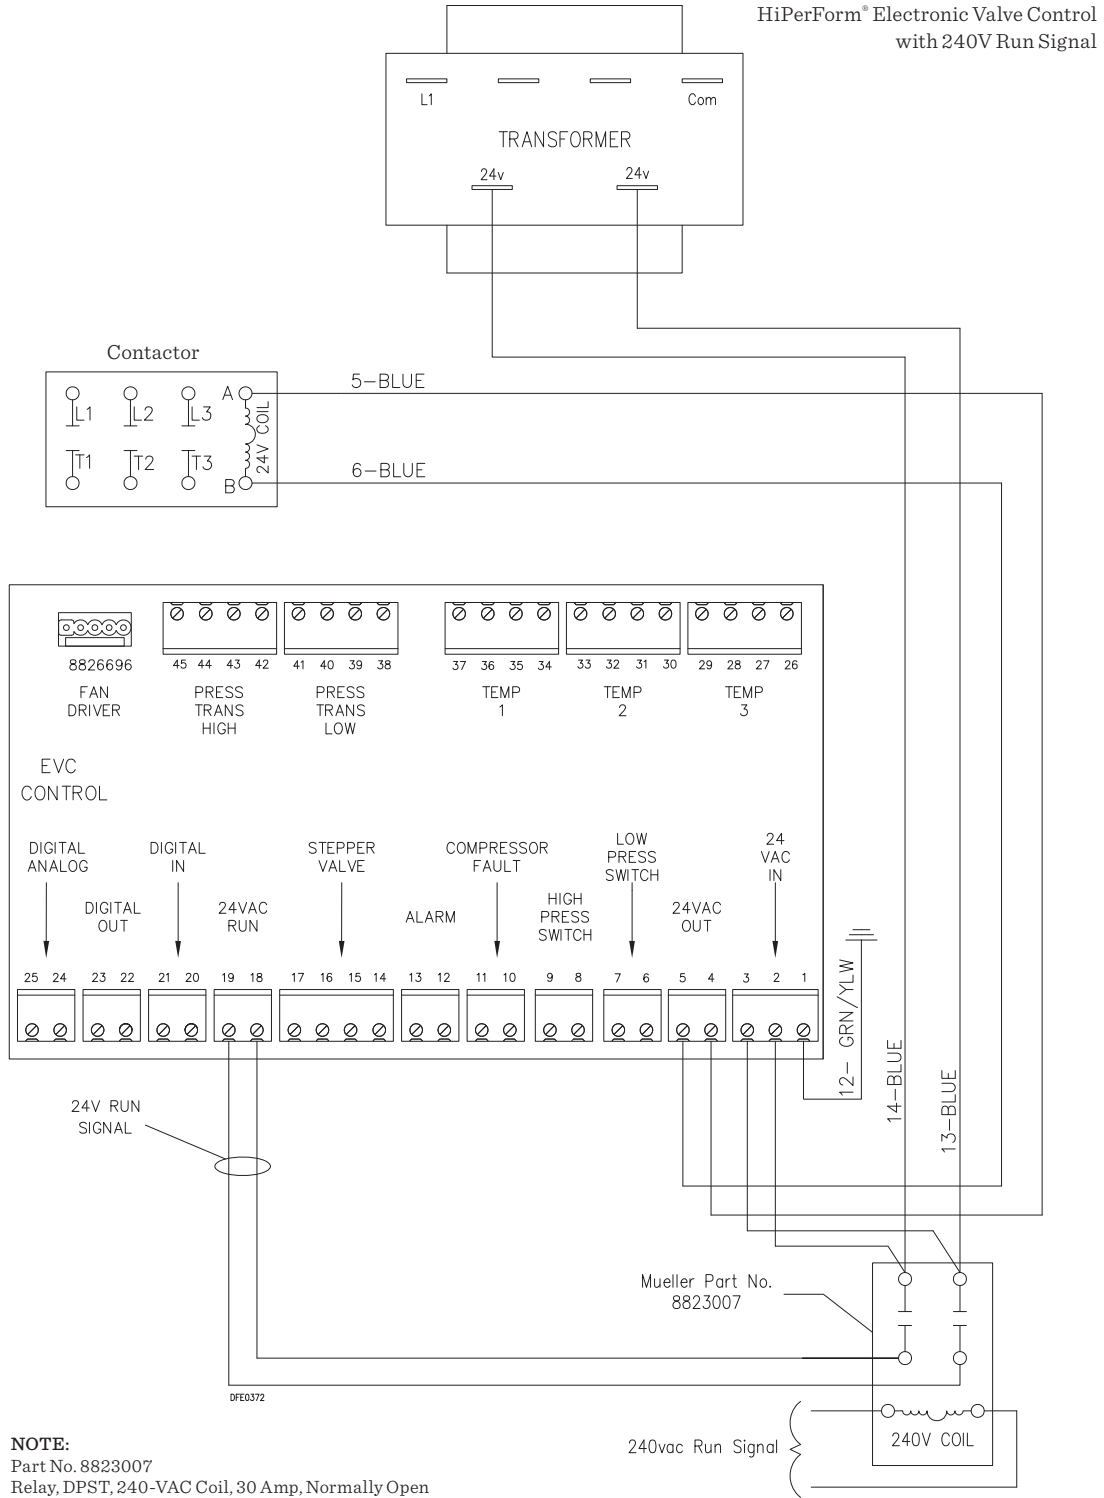 HiPerForm® Electronic Valve Control
with 240V Run Signal
L1
Com
TRANSFORMER
24v
24v
Contactor
5-BLUE
L1
L2
L3
A
24V COIL
T1
T2
T3
B
6-BLUE
8826696
45 44 43 42
41 40 39 38
37 36 35 34
33 32 31 30
29 28 27 26
FAN
DRIVER
PRESS
TRANS
HIGH
PRESS
TRANS
LOW
TEMP
1
TEMP
2
TEMP
3
EVC
CONTROL
DIGITAL
ANALOG
DIGITAL
OUT
DIGITAL
IN
24VAC
RUN
STEPPER
VALVE
ALARM
COMPRESSOR
FAULT
HIGH
PRESS
SWITCH
LOW
PRESS
SWITCH
24VAC
OUT
24
VAC
IN
25 24
23 22
21 20
19 18
17 16 15 14
13 12
11 10
9 8
7 6
5 4
3 2 1
12- GRN/YLW
14-BLUE
13-BLUE
24V RUN
SIGNAL
Mueller Part No.
8823007
DFE0372
240V COIL
240vac Run Signal
NOTE:
Part No. 8823007
Relay, DPST, 240-VAC Coil, 30 Amp, Normally Open